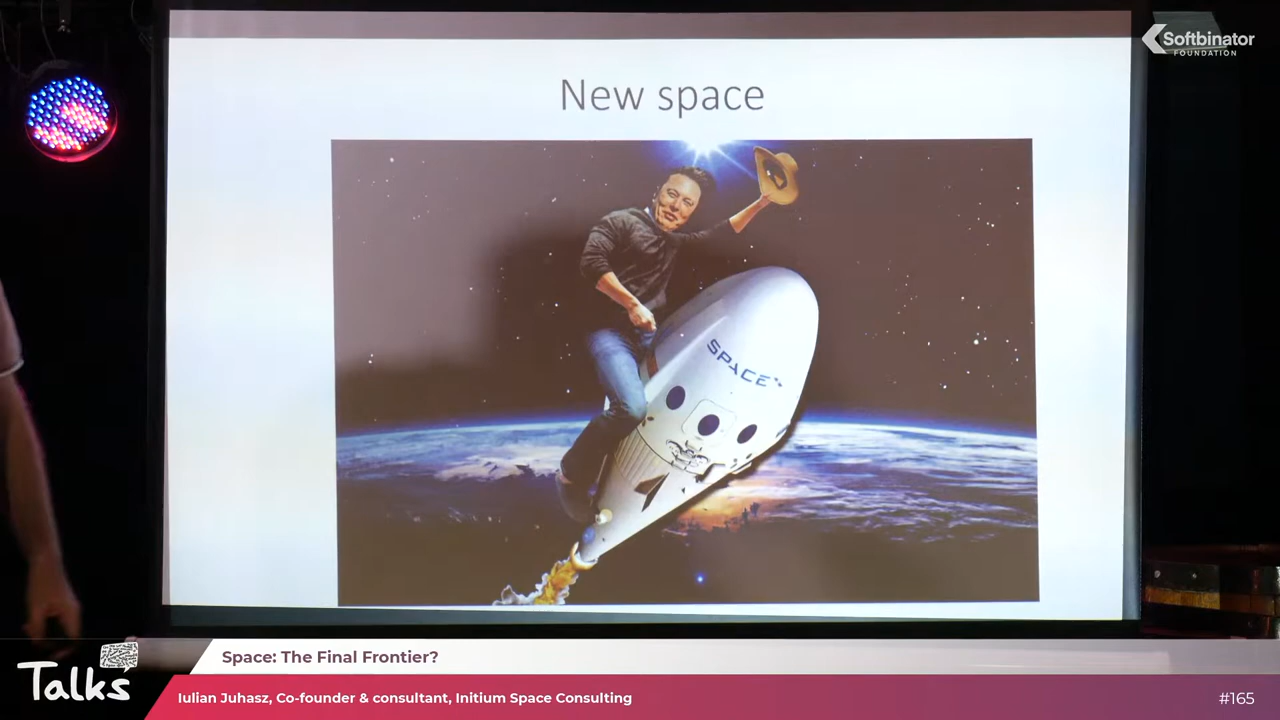 Softbinator
FOUNDATION
New space
SPACEX
Talks
Space: The Final Frontier?
Iulian Juhasz, Co-founder & consultant, Initium Space Consulting
#165